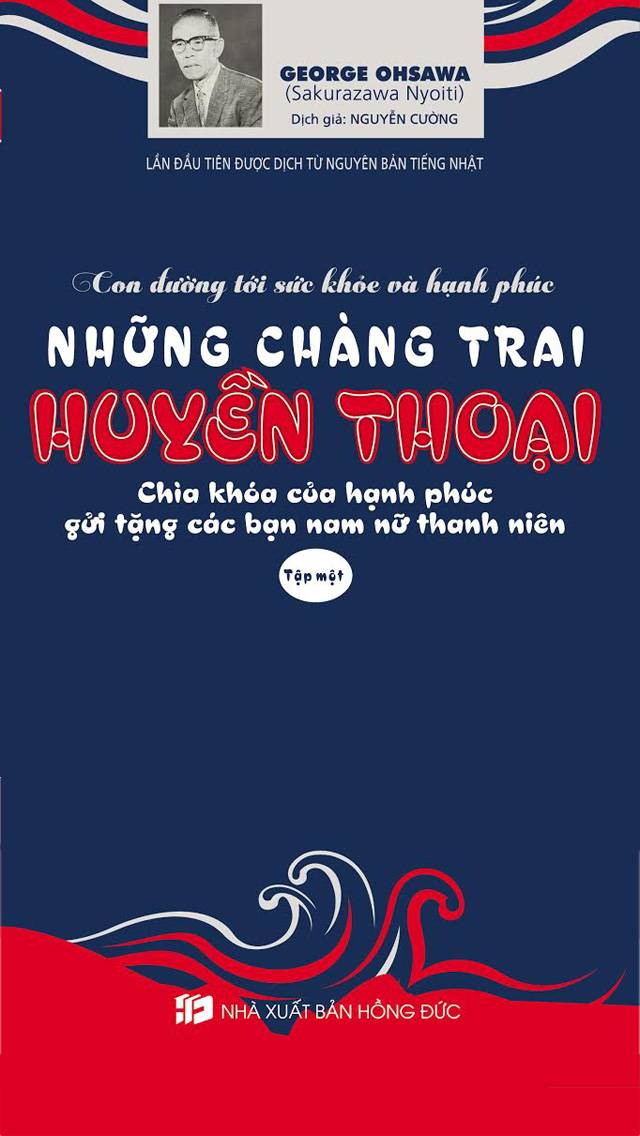 GEORGE OHSAWA
(Sakurazawa Nyoiti)
Dịch giả: NGUYỄN CƯỜNG
LẦN ĐẦU TIÊN ĐƯỢC DỊCH TỪ NGUYÊN BẢN TIẾNG NHẬT
Con đường tới sức khỏe và hạnh phúc
NHỮNG CHÀNG TRAI
HUYỀN THOẠI
Chìa khóa của hạnh phúc
gửi tặng các bạn nam nữ thanh niên
Tập một
NHÀ XUẤT BẢN HỒNG ĐỨC